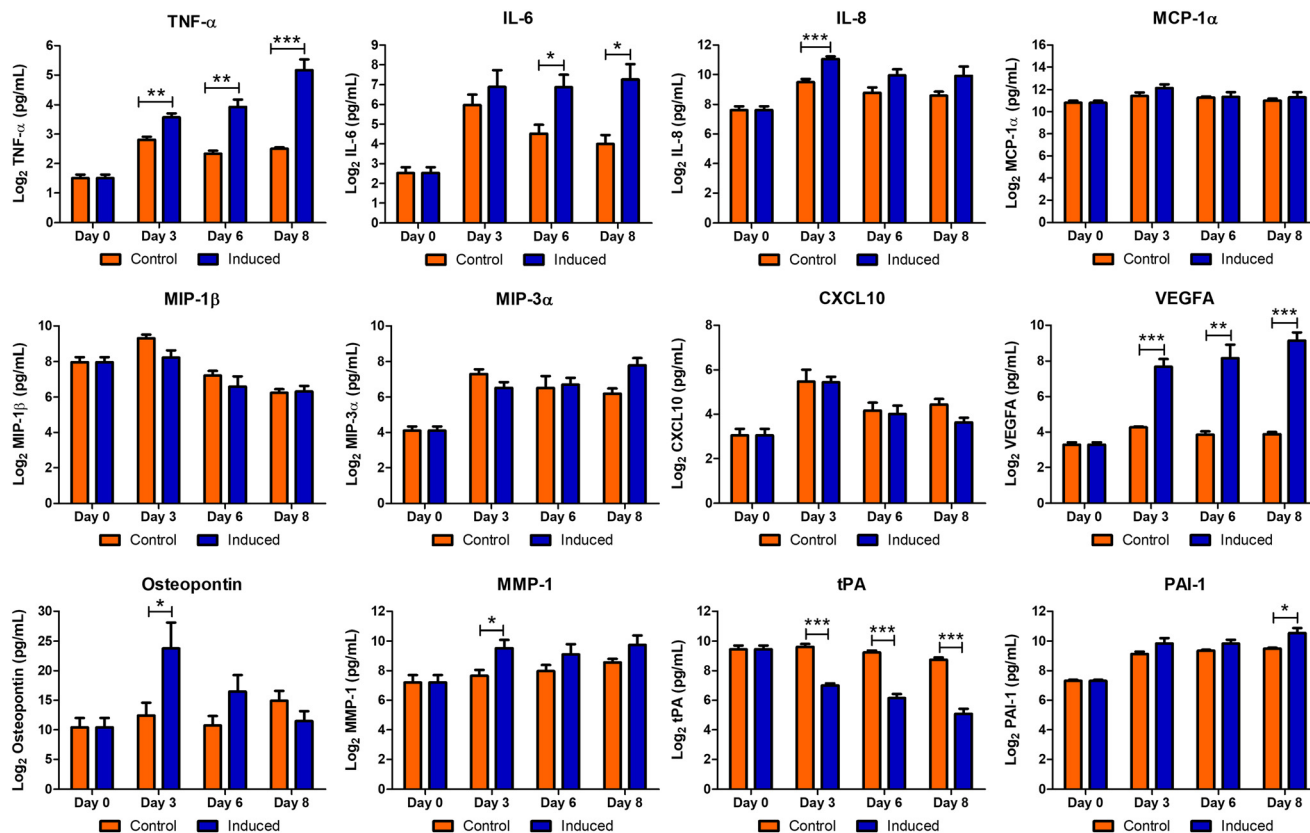 TNF-α
Log2 TNF-α (pg/mL)
6
5
4
3
2
1
0
**
**
***
Day 0 Day 3 Day 6 Day 8
Control Induced
IL-6
Log2 IL-6 (pg/mL)
9
8
7
6
5
4
3
2
1
0
*
*
Day 0 Day 3 Day 6 Day 8
Control Induced
IL-8
Log2 IL-8 (pg/mL)
12
10
8
6
4
2
0
***
Day 0 Day 3 Day 6 Day 8
Control Induced
MCP-1α
Log2 MCP-1α (pg/mL)
16
14
12
10
8
6
4
2
0
Day 0 Day 3 Day 6 Day 8
Control Induced
MIP-1β
Log2 MIP-1β (pg/mL)
10
8
6
4
2
0
Day 0 Day 3 Day 6 Day 8
Control Induced
MIP-3α
Log2 MIP-3α (pg/mL)
10
8
6
4
2
0
Day 0 Day 3 Day 6 Day 8
Control Induced
CXCL10
Log2 CXCL10 (pg/mL)
8
6
4
2
0
Day 0 Day 3 Day 6 Day 8
Control Induced
VEGFA
Log2 VEGFA (pg/mL)
10
8
6
4
2
0
***
**
***
Day 0 Day 3 Day 6 Day 8
Control Induced
Osteopontin
Log2 Osteopontin (pg/mL)
30
25
20
15
10
5
0
*
Day 0 Day 3 Day 6 Day 8
Control Induced
MMP-1
Log2 MMP-1 (pg/mL)
12
10
8
6
4
2
0
*
Day 0 Day 3 Day 6 Day 8
Control Induced
tPA
Log2 tPA (pg/mL)
12
10
8
6
4
2
0
***
***
***
Day 0 Day 3 Day 6 Day 8
Control Induced
PAI-1
Log2 PAI-1 (pg/mL)
12
10
8
6
4
2
0
*
Day 0 Day 3 Day 6 Day 8
Control Induced